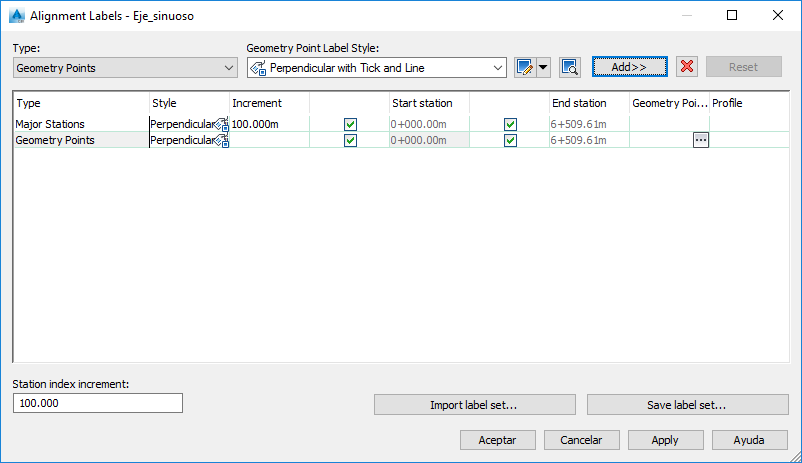 Alignment Labels - Eje_sinuoso
Type: Geometry Point Label Style:
Geometry Points Perpendicular with Tick and Line Add>> Reset
Type Style Increment Start station End station Geometry Poi... Profile
Major Stations Perpendicular 100.000m 0+000.00m 6+509.61m
Geometry Points Perpendicular 0+000.00m 6+509.61m ...
Station index increment:
100.000 Import label set... Save label set...
Aceptar Cancelar Apply Ayuda